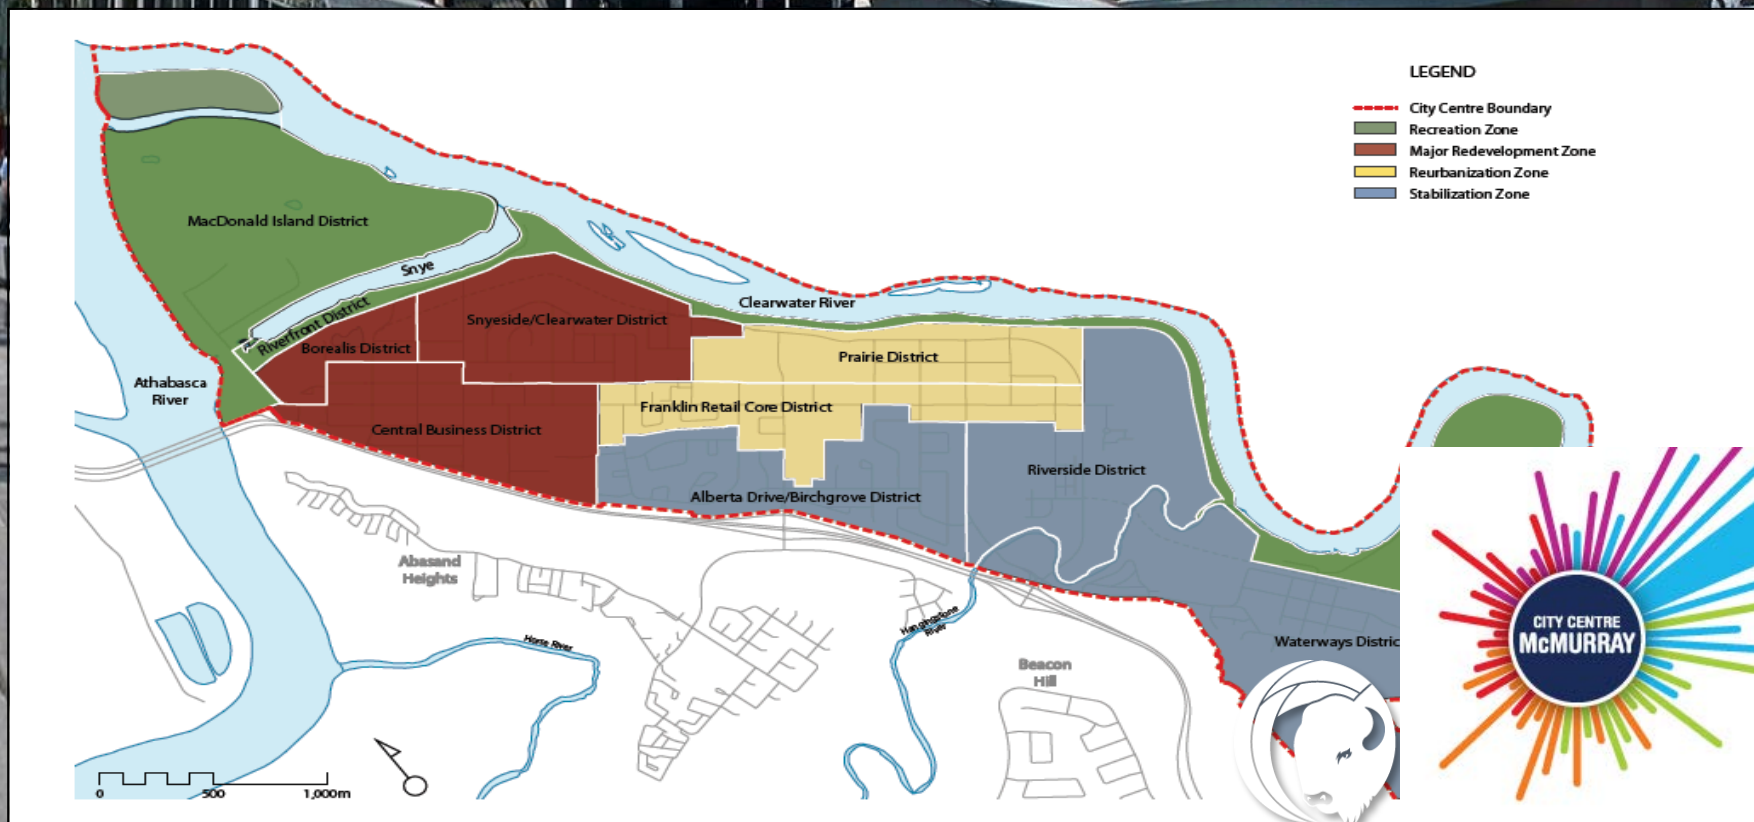 LEGEND
City Centre Boundary
Recreation Zone
Major Redevelopment Zone
Reurbanization Zone
Stabilization Zone
MacDonald Island District
Snye
Riverfront District
Borealis District
Snyeside/Clearwater District
Clearwater River
Prairie District
Athabasca
River
Franklin Retail Core District
Central Business District
Riverside District
Alberta Drive/Birchgrove District
Abasand
Heights
Hangingstone
River
Horse River
Beacon
Hill
Waterways Distric
CITY CENTRE
McMURRAY
0
500
1,000m